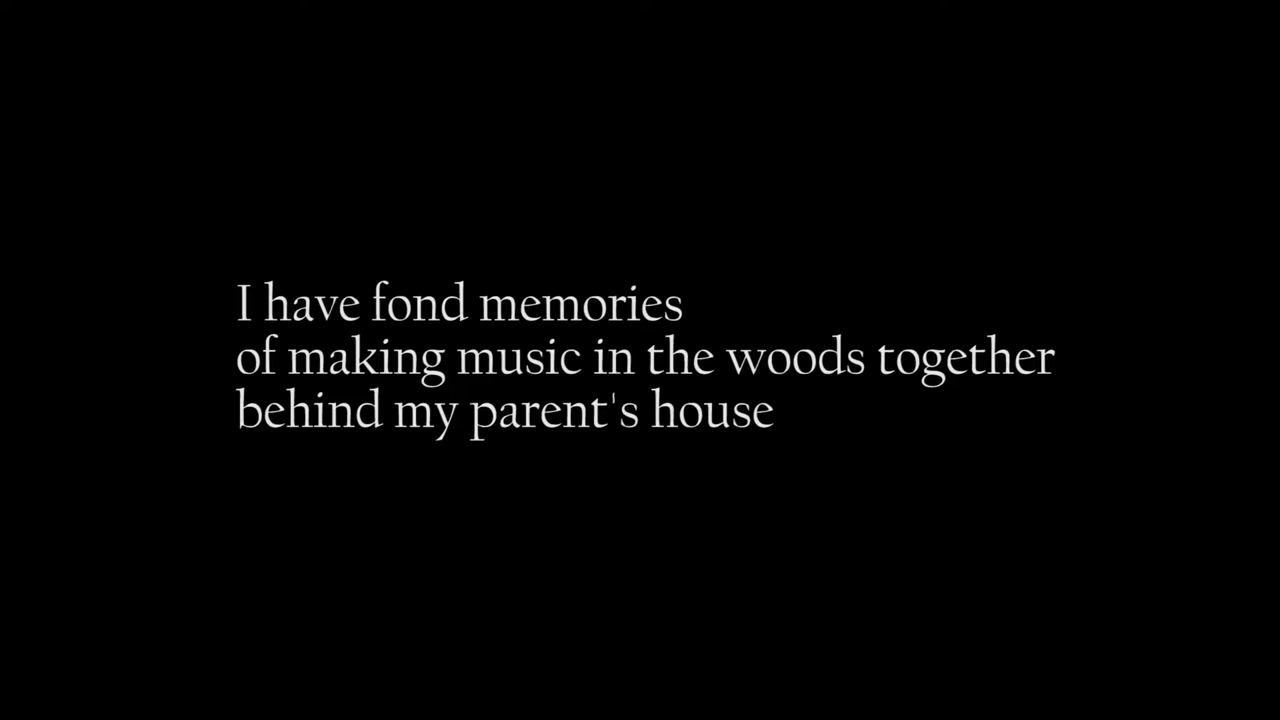 I have fond memories
of making music in the woods together
behind my parent's house